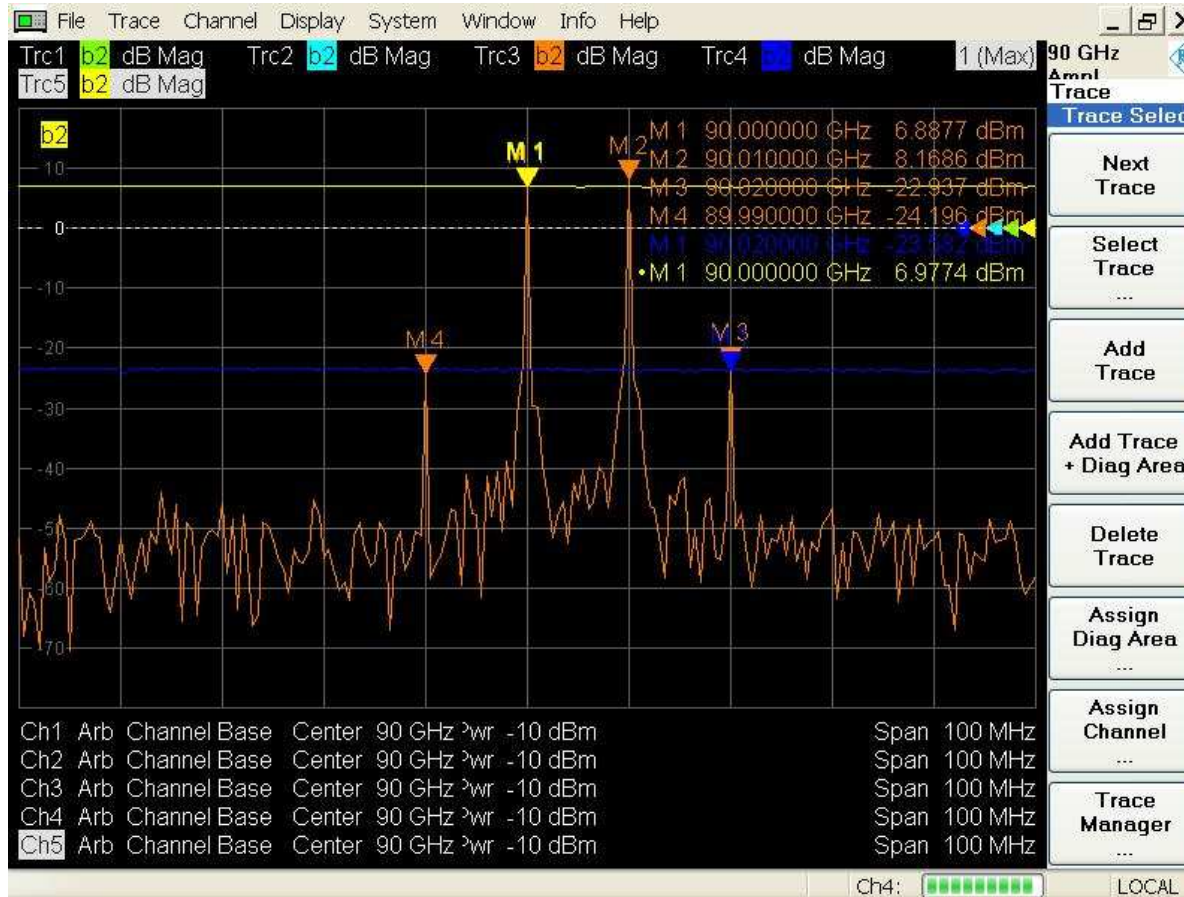 File Trace Channel Display System Window Info Help
Trc1 b2 dB Mag Trc2 b2 dB Mag Trc3 b2 dB Mag Trc4 b2 dB Mag 1 (Max)
Trc5 b2 dB Mag
90 GHz
Ampl
Trace
Trace Selec
b2
M 1
M 2
M 4
M 3
M 1 90.000000 GHz 6.8877 dBm
M 2 90.010000 GHz 8.1686 dBm
M 3 90.020000 GHz -22.937 dBm
M 4 89.990000 GHz -24.196 dBm
M 1 90.020000 GHz -23.582 dBm
•M 1 90.000000 GHz 6.9774 dBm
10
0
-10
-20
-30
-40
-50
-60
-70
Next
Trace
Select
Trace
...
Add
Trace
Add Trace
+ Diag Area
Delete
Trace
Assign
Diag Area
...
Assign
Channel
...
Trace
Manager
...
Ch1 Arb Channel Base Center 90 GHz Pwr -10 dBm Span 100 MHz
Ch2 Arb Channel Base Center 90 GHz Pwr -10 dBm Span 100 MHz
Ch3 Arb Channel Base Center 90 GHz Pwr -10 dBm Span 100 MHz
Ch4 Arb Channel Base Center 90 GHz Pwr -10 dBm Span 100 MHz
Ch5 Arb Channel Base Center 90 GHz Pwr -10 dBm Span 100 MHz
Ch4: LOCAL